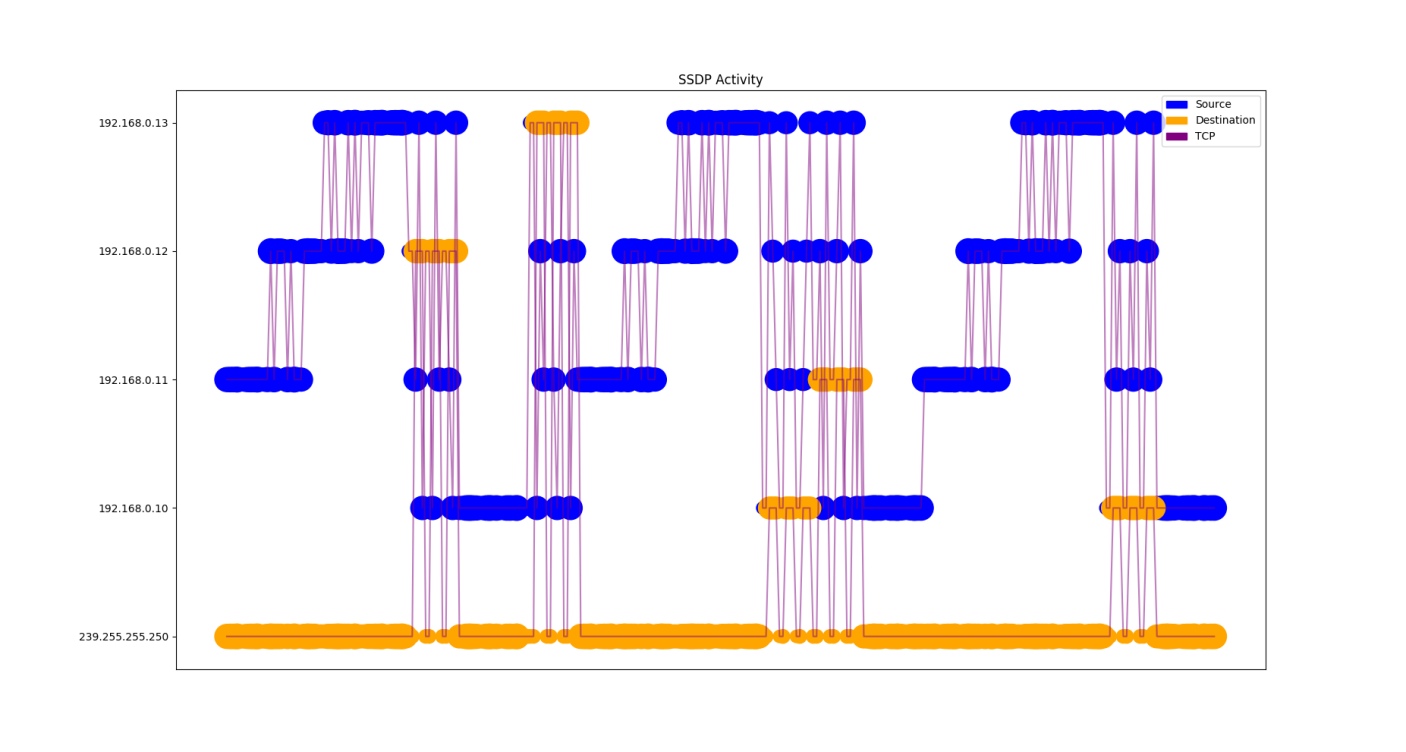 SSDP Activity
192.168.0.13
192.168.0.12
192.168.0.11
192.168.0.10
239.255.255.250
Source
Destination
TCP